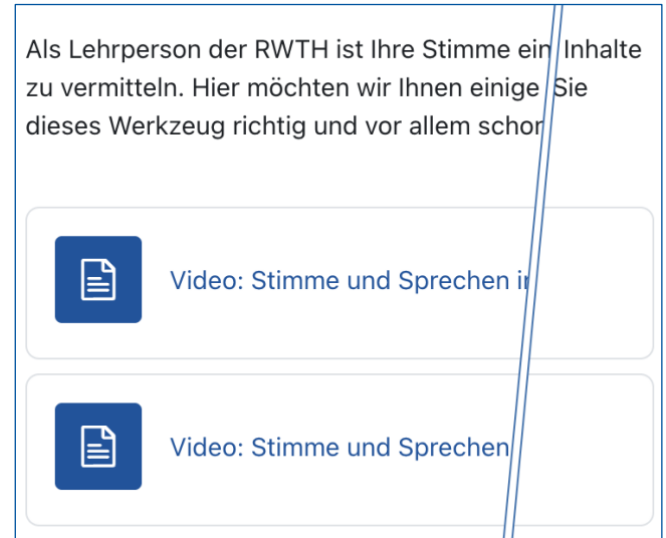 Als Lehrperson der RWTH ist Ihre Stimme ein Inhalte
zu vermitteln. Hier möchten wir Ihnen einige Sie
dieses Werkzeug richtig und vor allem
Video: Stimme und Sprechen
Video: Stimme und Sprechen